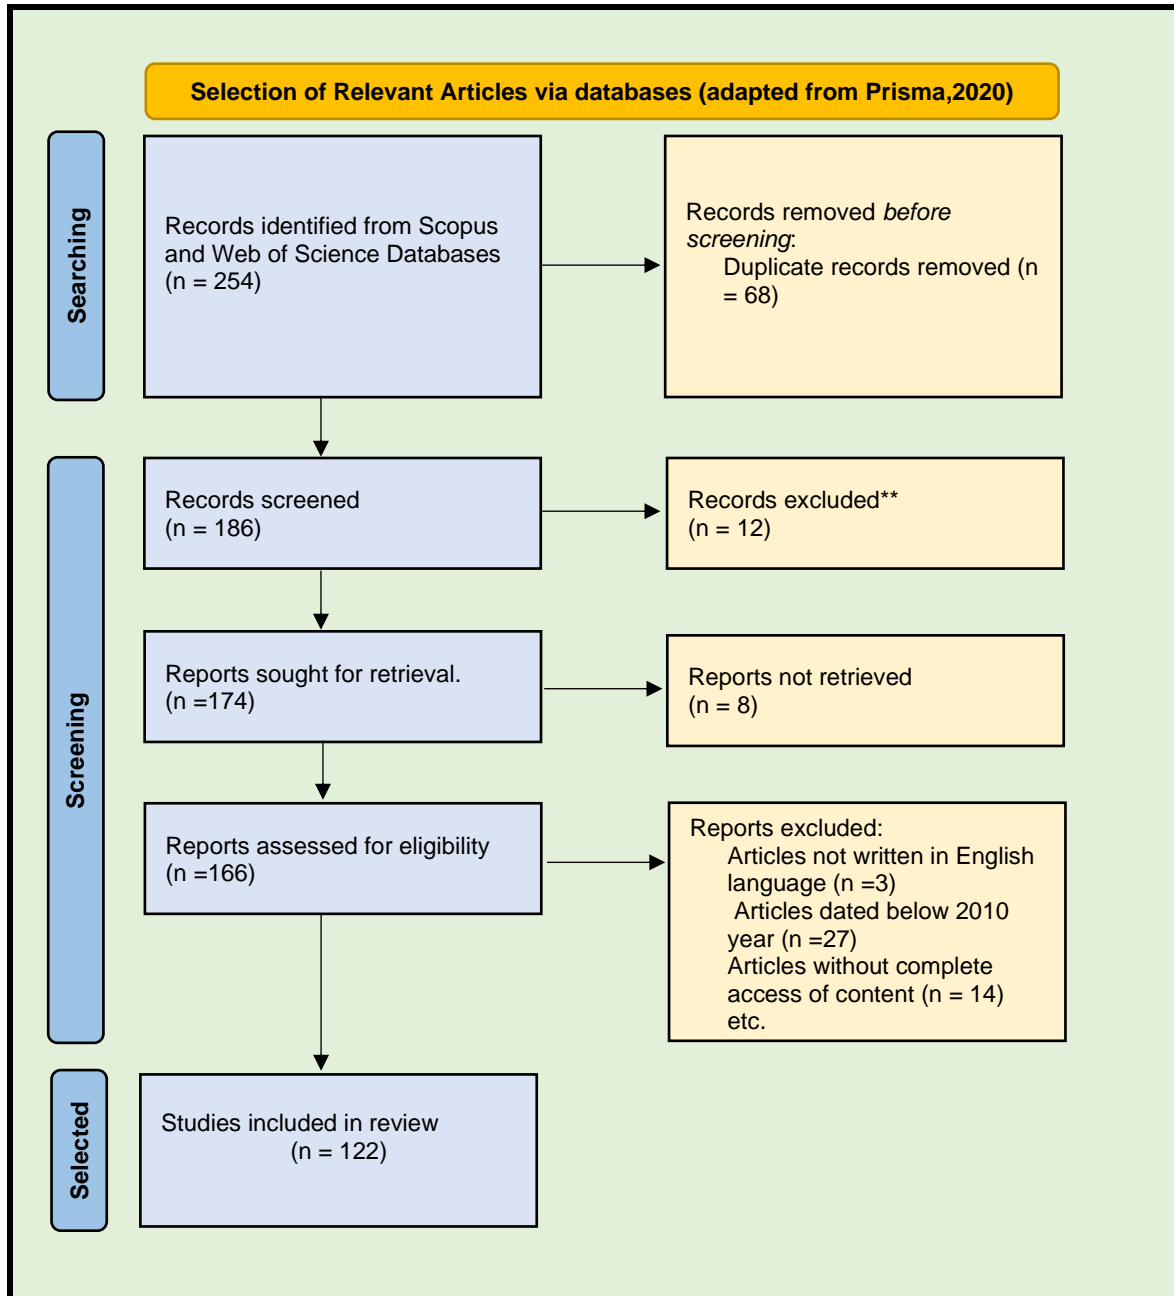 Selection of Relevant Articles via databases (adapted from Prisma,2020)
Searching
Records identified from Scopus
and Web of Science Databases
(n = 254)
Records removed before
screening:
Duplicate records removed (n
= 68)
Screening
Records screened
(n = 186)
Records excluded**
(n = 12)
Reports sought for retrieval.
(n =174)
Reports not retrieved
(n = 8)
Reports assessed for eligibility
(n =166)
Reports excluded:
Articles not written in English
language (n =3)
Articles dated below 2010
year (n =27)
Articles without complete
access of content (n = 14)
etc.
Selected
Studies included in review
(n = 122)